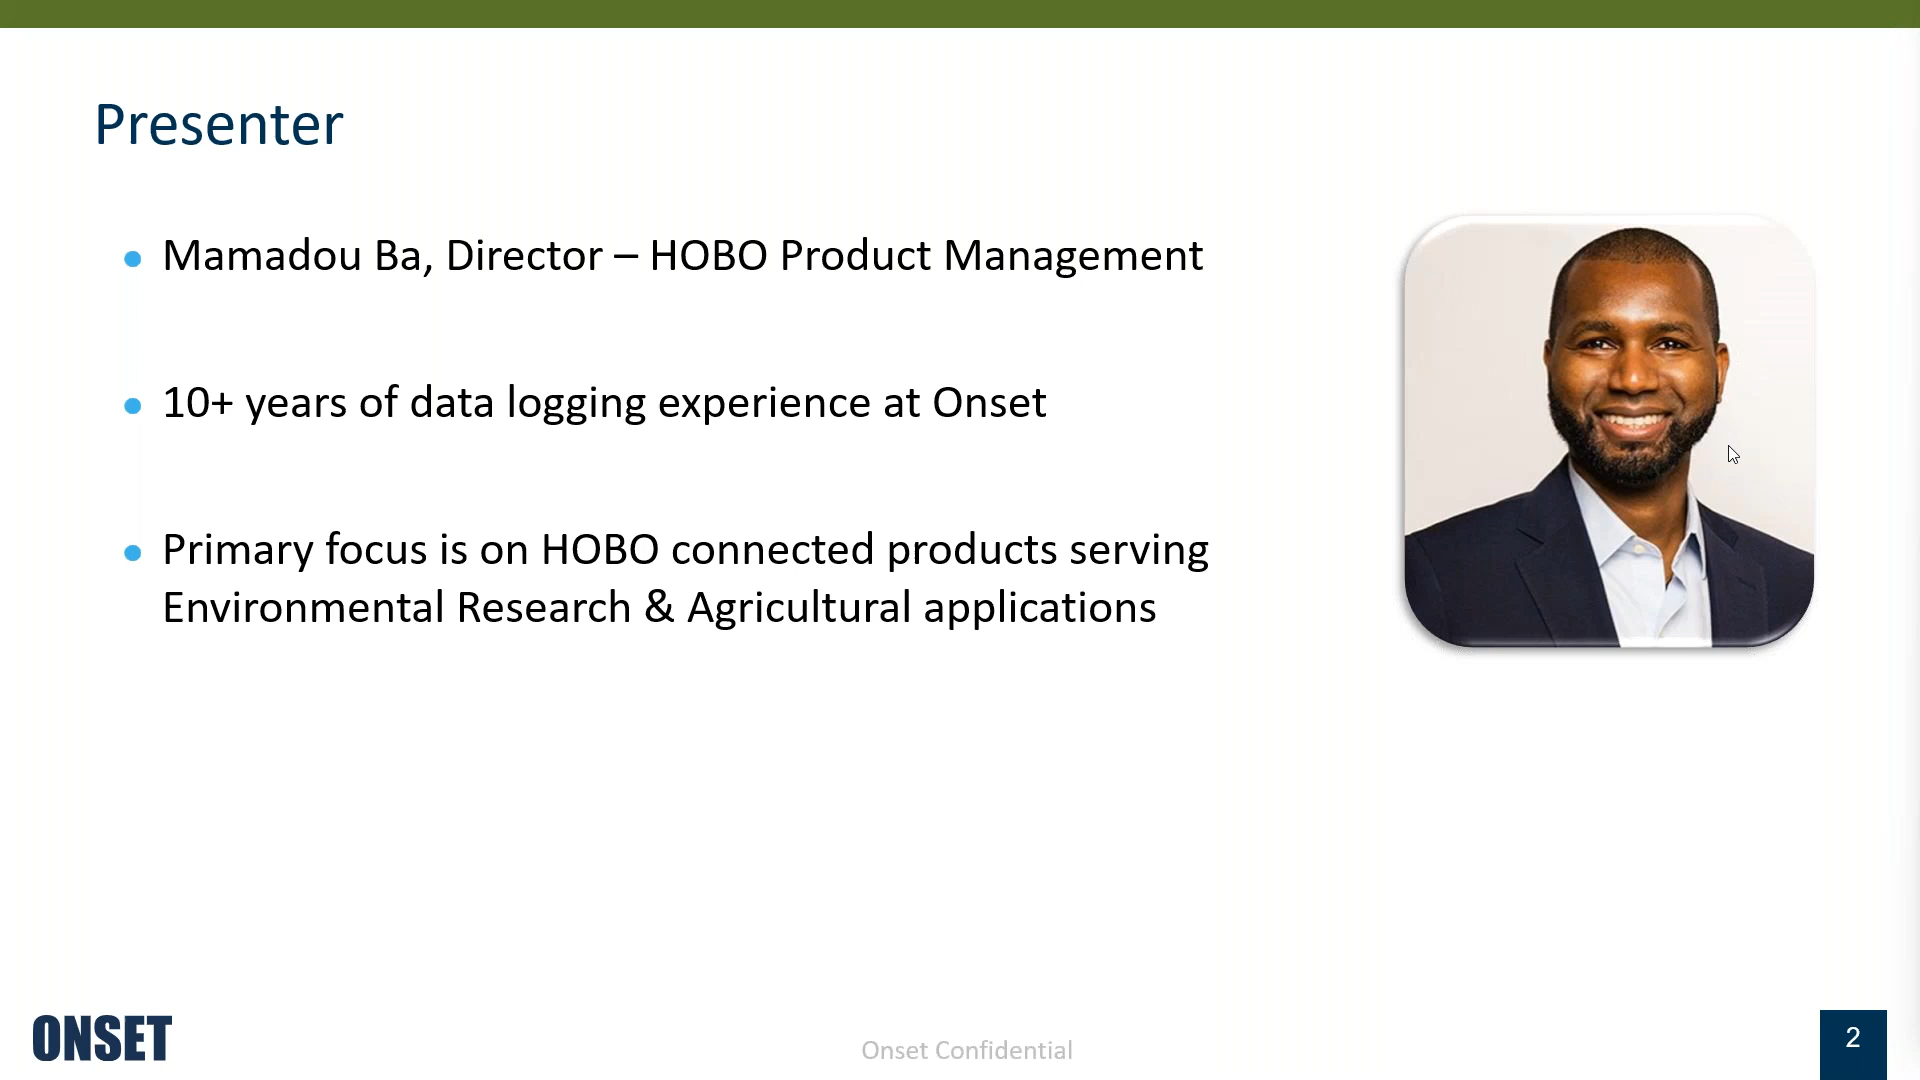 Presenter
Mamadou Ba, Director – HOBO Product Management
10+ years of data logging experience at Onset
Primary focus is on HOBO connected products serving
Environmental Research & Agricultural applications
ONSET
Onset Confidential
2